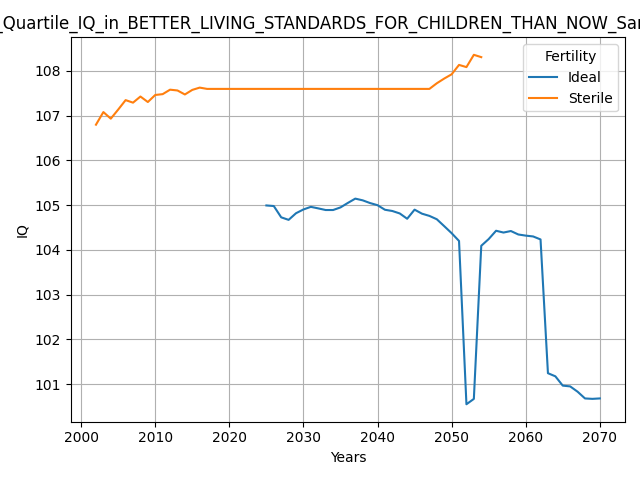 _Quartile_IQ_in_BETTER_LIVING_STANDARDS_FOR_CHILDREN_THAN_NOW_Sa
Fertility
Ideal
Sterile
108
107
106
105
104
103
102
101
IQ
2000 2010 2020 2030 2040 2050 2060 2070
Years